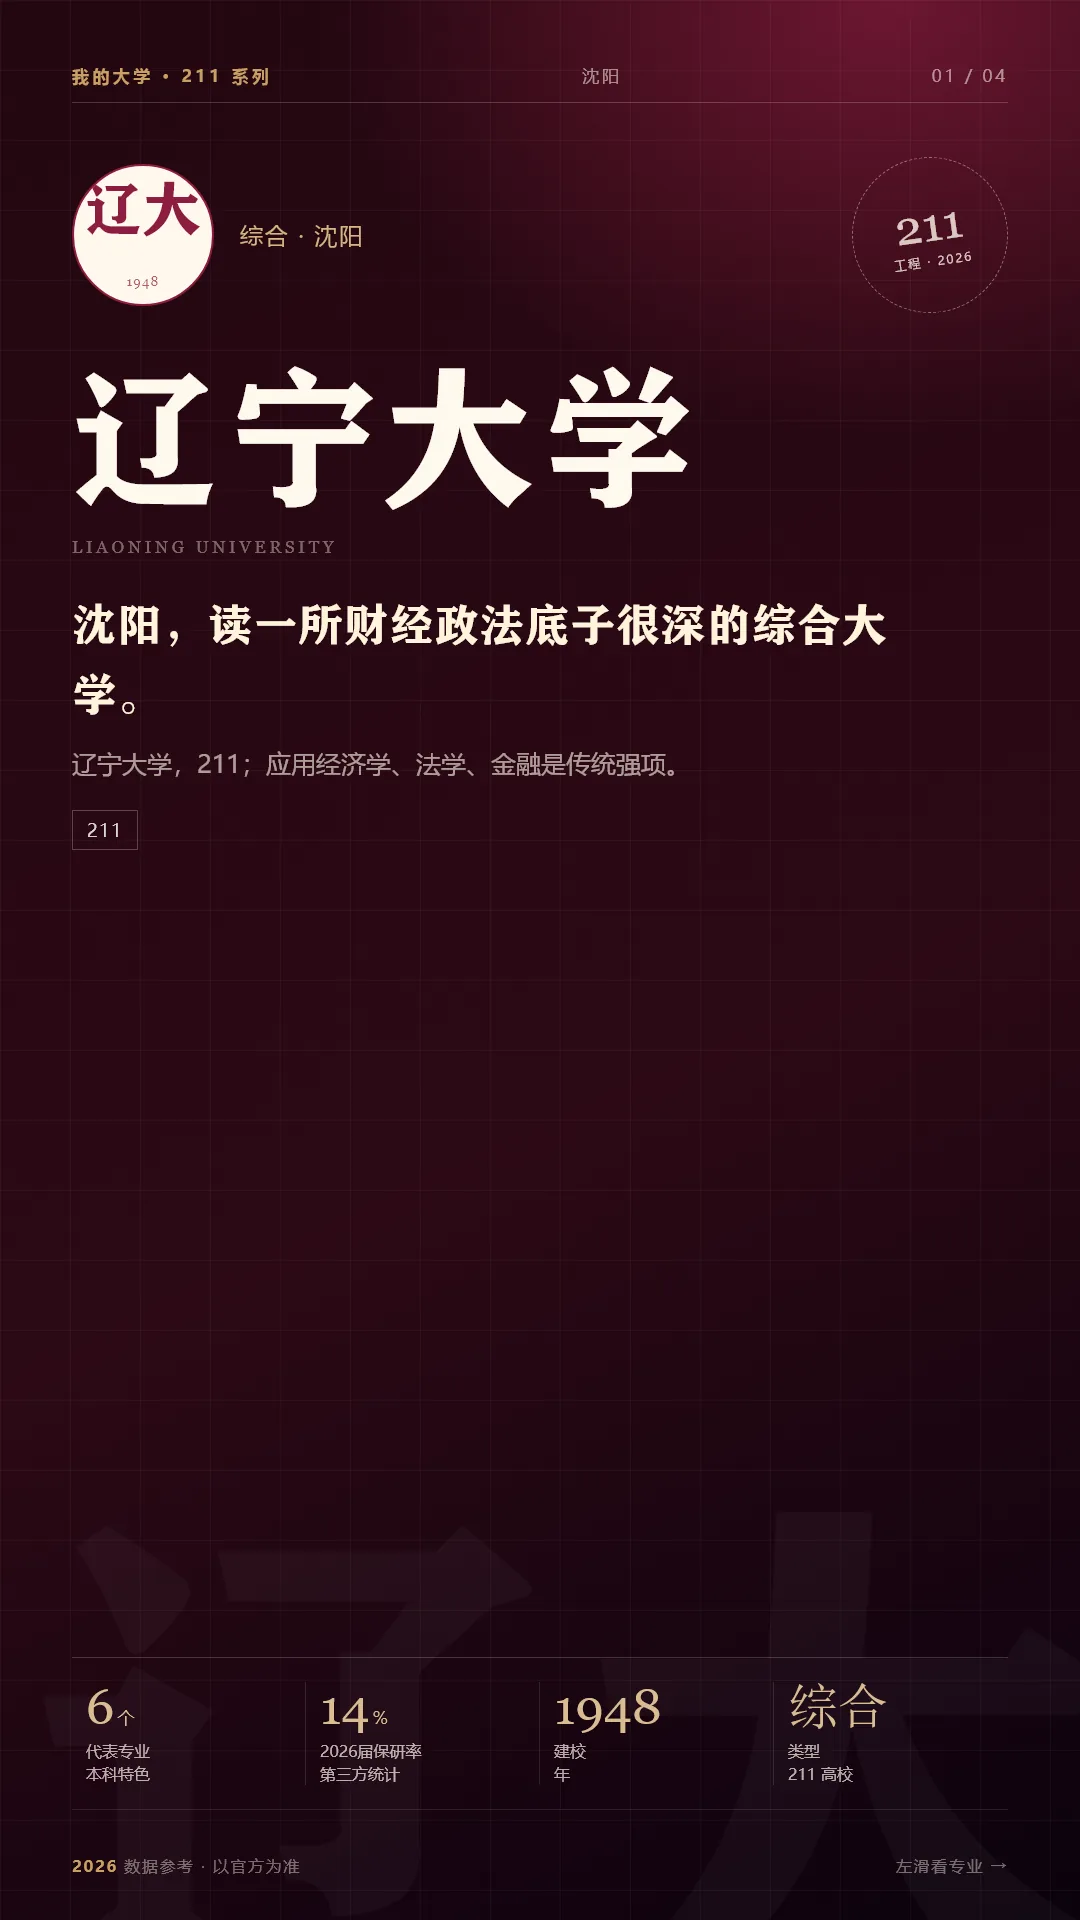 我的大学 · 211 系列
沈阳
01 / 04
辽大
1948
综合 · 沈阳
211
工程 · 2026
辽宁大学
LIAONING UNIVERSITY
沈阳，读一所财经政法底子很深的综合大
学。
辽宁大学，211；应用经济学、法学、金融是传统强项。
211
辽大
6个
代表专业
本科特色
14%
2026届保研率
第三方统计
1948
建校
年
综合
类型
211 高校
2026 数据参考 · 以官方为准
左滑看专业 →